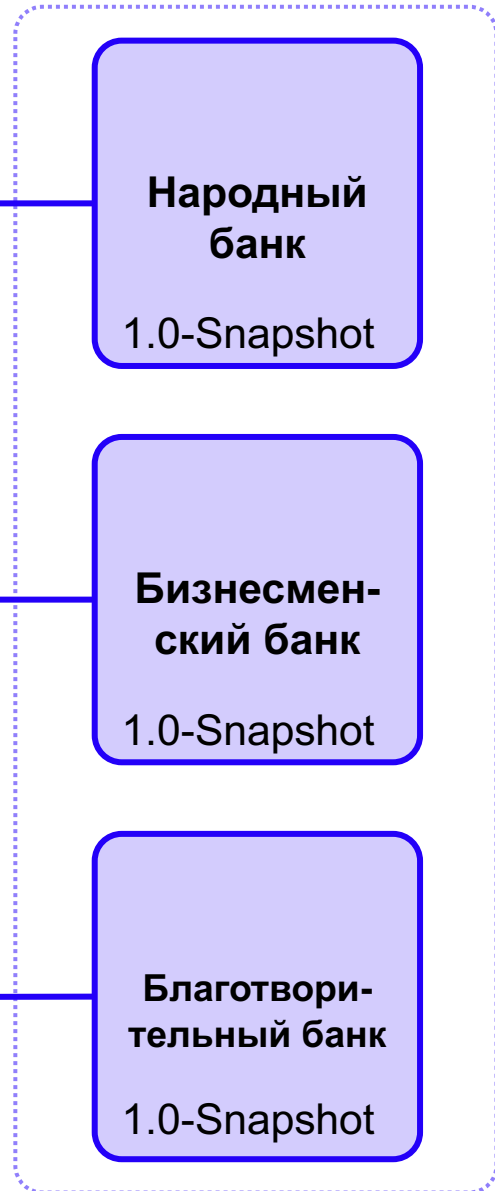 Народный
банк
1.0-Snapshot
Бизнесмен-
ский банк
1.0-Snapshot
Благотвори-
тельный банк
1.0-Snapshot